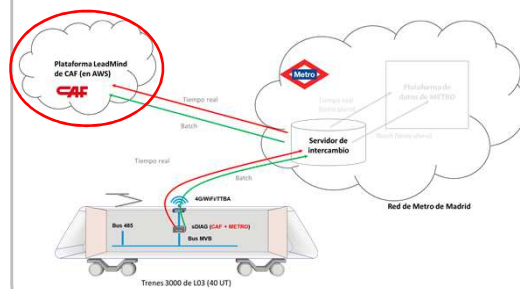 Plataforma LeadMind
de CAF (en AWS)
CAF
Metro
Plataforma de
datos de METRO
Tiempo real
Tiempo real
Batch
Servidor de
intercambio
Tiempo real
Batch
Red de Metro de Madrid
4G/WiFi/TTBA
sDIAG (CAF + METRO)
Bus 485
Bus MVB
Trenes 3000 de L03 (40 UT)